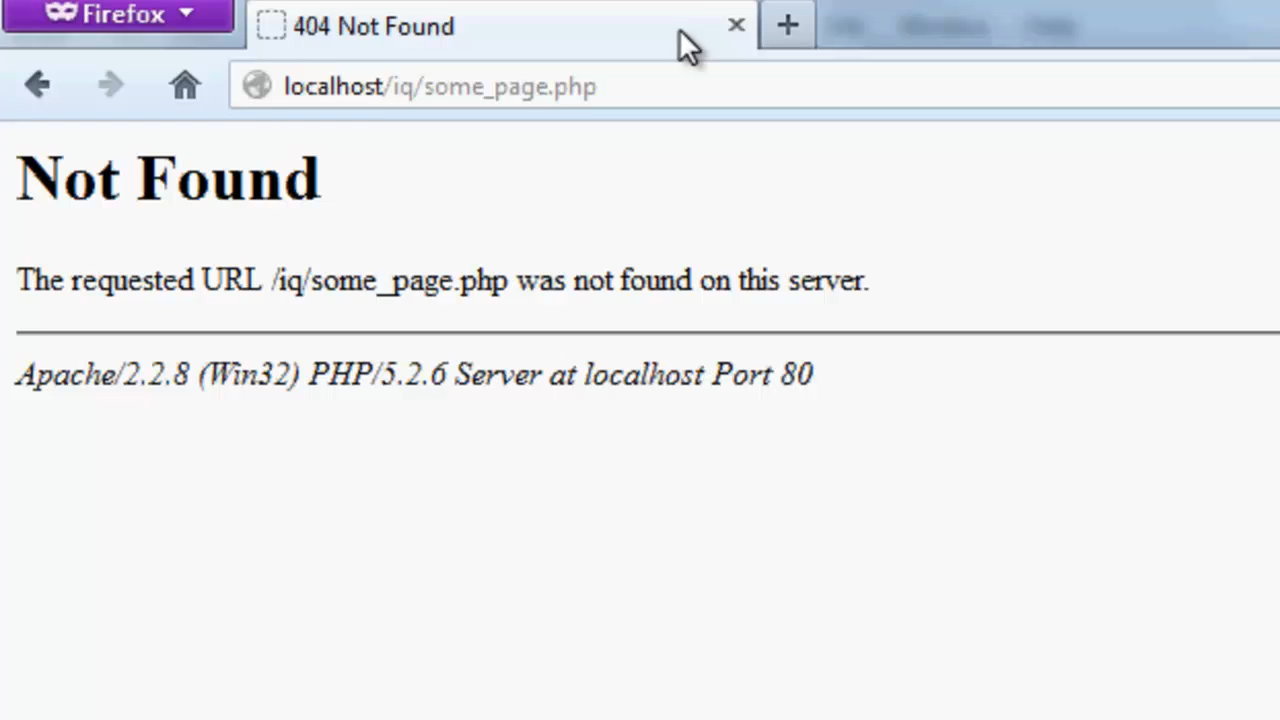 Firefox
404 Not Found
localhost/iq/some_page.php
Not Found
The requested URL /iq/some_page.php was not found on this server.
Apache/2.2.8 (Win32) PHP/5.2.6 Server at localhost Port 80